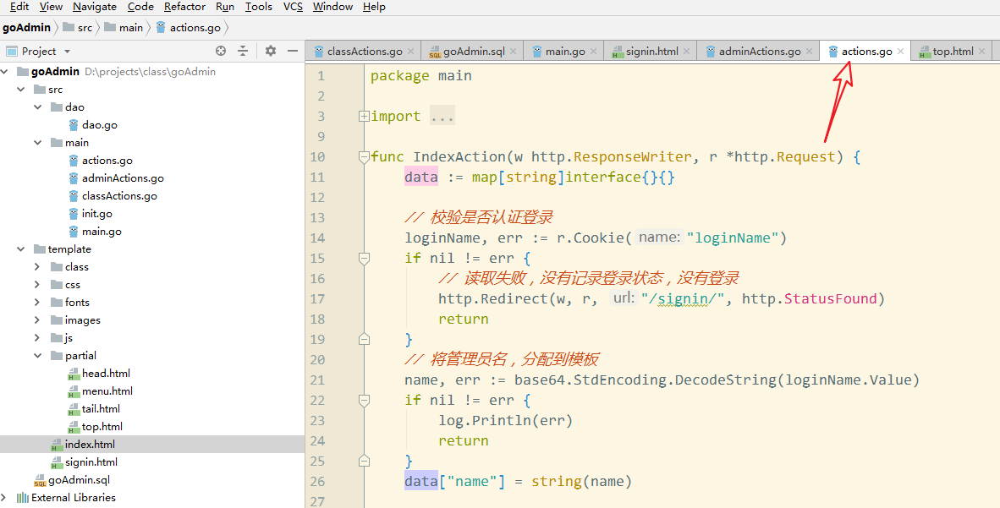 Edit View Navigate Code Refactor Run Tools VCS Window Help
goAdmin src main actions.go
Project
classActions.go goAdmin.sql main.go signin.html adminActions.go actions.go top.html
goAdmin D:\projects\class\goAdmin
src
dao
dao.go
main
actions.go
adminActions.go
classActions.go
init.go
main.go
template
class
css
fonts
images
js
partial
head.html
menu.html
tail.html
top.html
index.html
signin.html
goAdmin.sql
External Libraries
1 package main
2
3 import ...
9
10 func IndexAction(w http.ResponseWriter, r *http.Request) {
11 data := map[string]interface{}{}
12
13 // 校验是否认证登录
14 loginName, err := r.Cookie( name: "loginName")
15 if nil != err {
16 // 读取失败，没有记录登录状态，没有登录
17 http.Redirect(w, r, url: "/signin/", http.StatusFound)
18 return
19 }
20 // 将管理员名，分配到模板
21 name, err := base64.StdEncoding.DecodeString(loginName.Value)
22 if nil != err {
23 log.Println(err)
24 return
25 }
26 data["name"] = string(name)
27